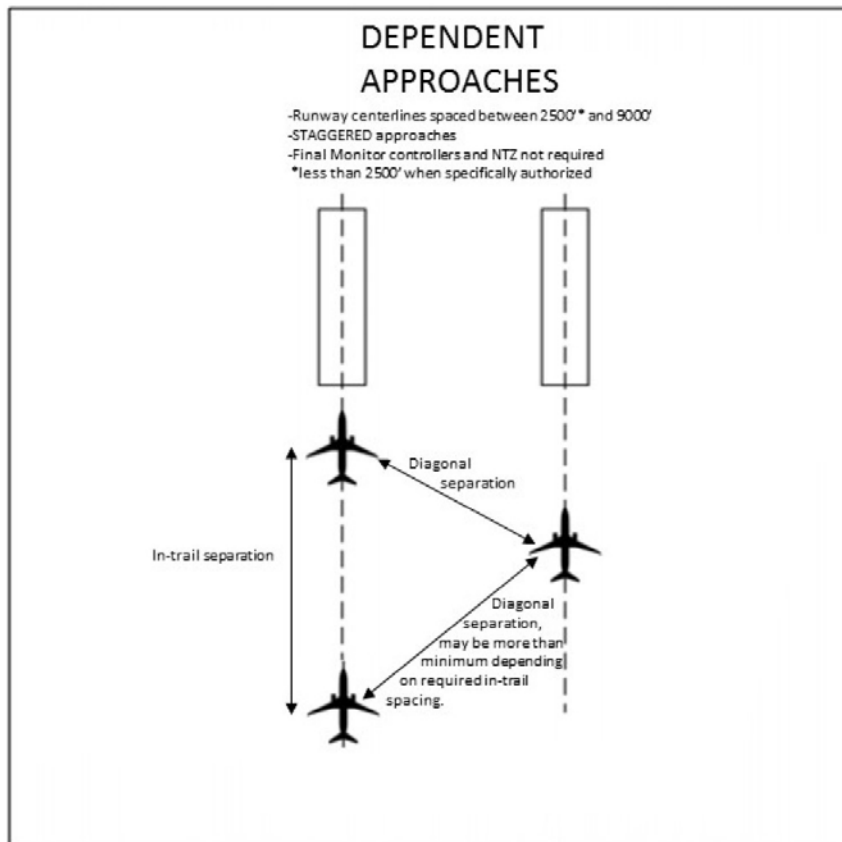 DEPENDENT
APPROACHES
-Runway centerlines spaced between 2500'* and 9000'
-STAGGERED approaches
-Final Monitor controllers and NTZ not required
*less than 2500' when specifically authorized
Diagonal
separation
In-trail separation
Diagonal
separation,
may be more than
minimum depending
on required in-trail
spacing.